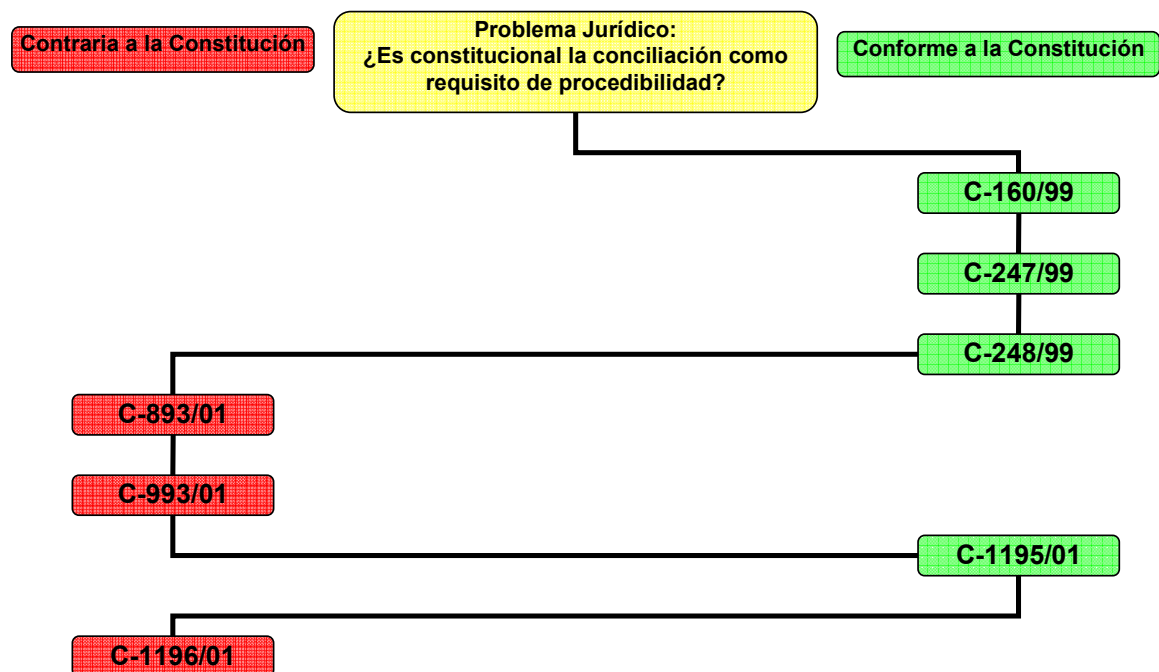 Contraria a la Constitución
Problema Jurídico:
¿Es constitucional la conciliación como
requisito de procedibilidad?
Conforme a la Constitución
C-160/99
C-247/99
C-248/99
C-893/01
C-993/01
C-1195/01
C-1196/01